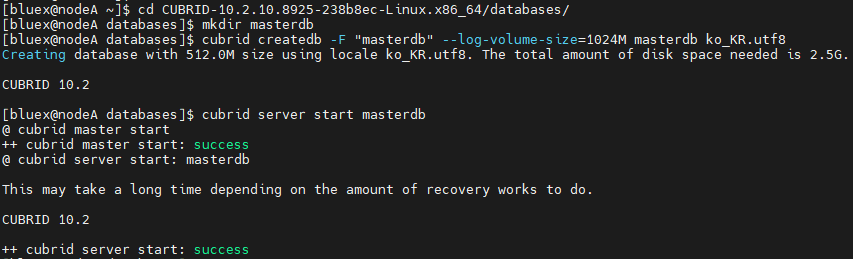 [bluex@nodeA ~]$ cd CUBRID-10.2.10.8925-238b8ec-Linux.x86_64/databases/
[bluex@nodeA databases]$ mkdir masterdb
[bluex@nodeA databases]$ cubrid createdb -F "masterdb" --log-volume-size=1024M masterdb ko_KR.utf8
Creating database with 512.0M size using locale ko_KR.utf8. The total amount of disk space needed is 2.5G.
CUBRID 10.2
[bluex@nodeA databases]$ cubrid server start masterdb
@ cubrid master start
++ cubrid master start: success
@ cubrid server start: masterdb
This may take a long time depending on the amount of recovery works to do.
CUBRID 10.2
++ cubrid server start: success